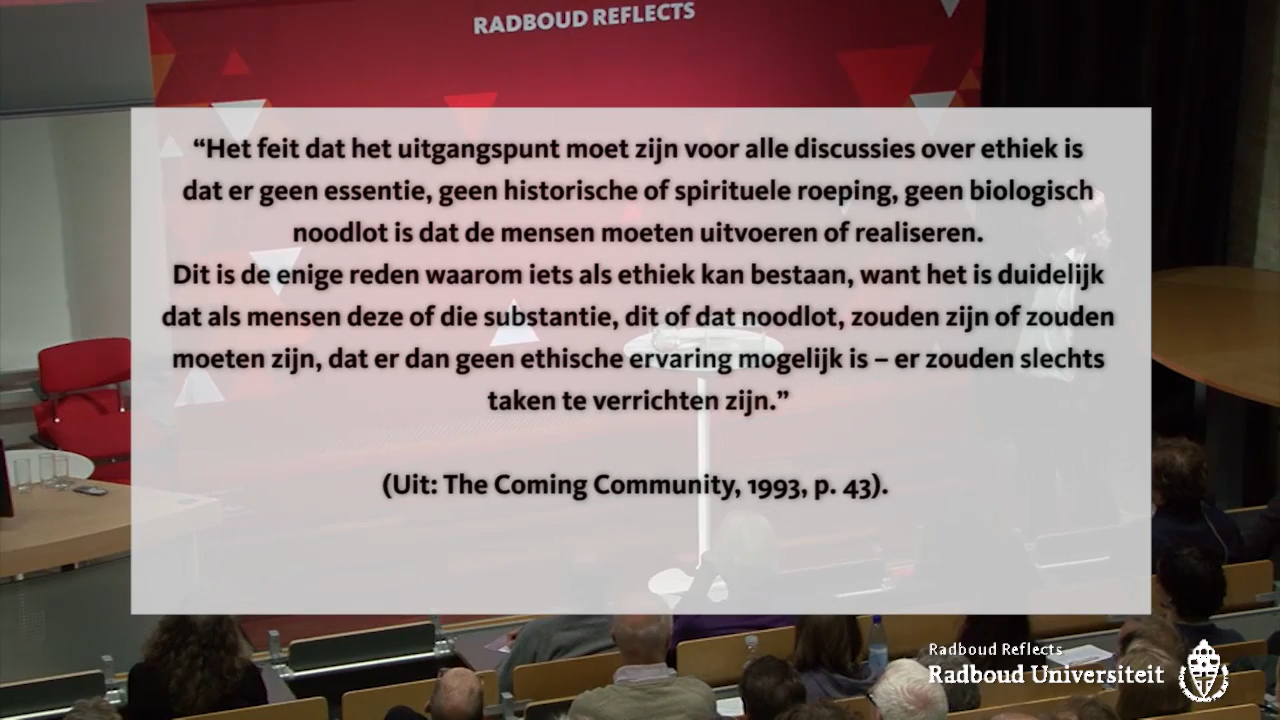 RADBOUD REFLECTS
“Het feit dat het uitgangspunt moet zijn voor alle discussies over ethiek is
dat er geen essentie, geen historische of spirituele roeping, geen biologisch
noodlot is dat de mensen moeten uitvoeren of realiseren.
Dit is de enige reden waarom iets als ethiek kan bestaan, want het is duidelijk
dat als mensen deze of die substantie, dit of dat noodlot, zouden zijn of zouden
moeten zijn, dat er dan geen ethische ervaring mogelijk is – er zouden slechts
taken te verrichten zijn.”
(Uit: The Coming Community, 1993, p. 43).
Radboud Reflects
Radboud Universiteit